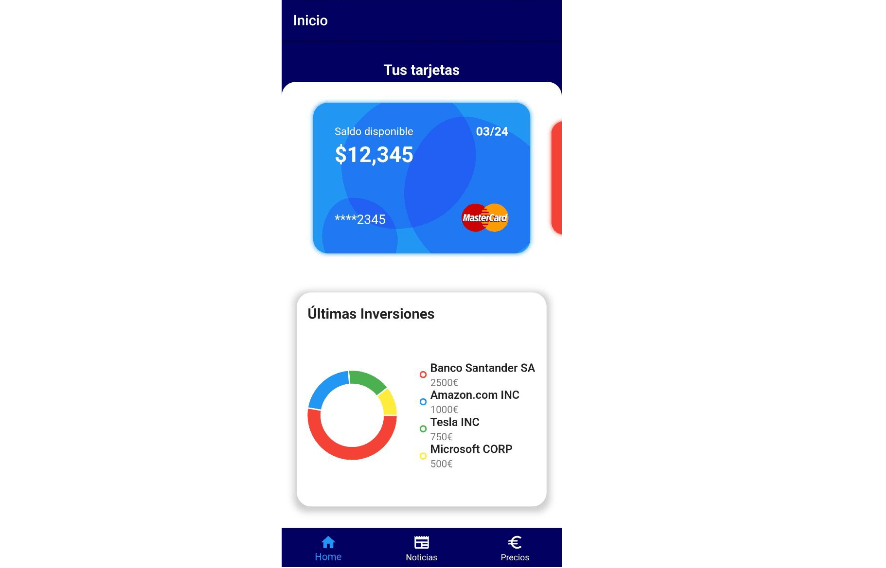 Inicio
Tus tarjetas
Saldo disponible
03/24
$12,345
****2345
MasterCard
Últimas Inversiones
Banco Santander SA
2500€
Amazon.com INC
1000€
Tesla INC
750€
Microsoft CORP
500€
Home
Noticias
Precios